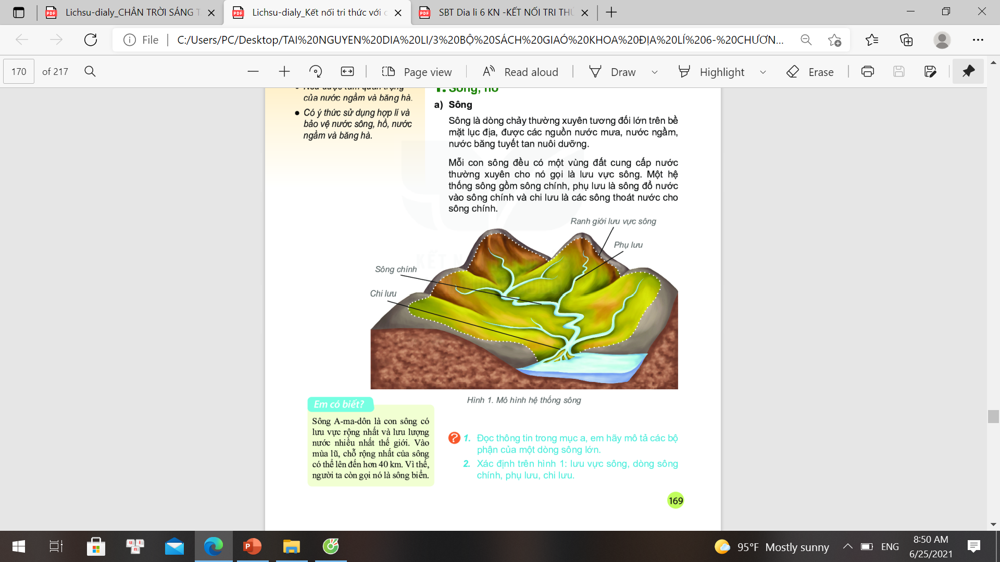 Lichsu-dialy_CHÂN TRỜI SÁNG T
Lichsu-dialy_Kết nối tri thức với c
SBT Dia li 6 KN -KẾT NỐI TRI THỨ
File
C:/Users/PC/Desktop/TAI%20NGUYEN%20DIA%20LI/3%20BỘ%20SÁCH%20GIAÓ%20KHOA%20ĐỊA%20LÍ%206-%20CHƯƠN...
170 of 217
Page view
Read aloud
Draw
Highlight
Erase
của nước ngầm và băng hà.
● Có ý thức sử dụng hợp lí và
bảo vệ nước sông, hồ, nước
ngầm và băng hà.
1. Sông, hồ
a) Sông
Sông là dòng chảy thường xuyên tương đối lớn trên bề
mặt lục địa, được các nguồn nước mưa, nước ngầm,
nước băng tuyết tan nuôi dưỡng.
Mỗi con sông đều có một vùng đất cung cấp nước
thường xuyên cho nó gọi là lưu vực sông. Một hệ
thống sông gồm sông chính, phụ lưu là sông đổ nước
vào sông chính và chi lưu là các sông thoát nước cho
sông chính.
Ranh giới lưu vực sông
Phụ lưu
Sông chính
Chi lưu
Hình 1. Mô hình hệ thống sông
Em có biết?
Sông A-ma-dôn là con sông có
lưu vực rộng nhất và lưu lượng
nước nhiều nhất thế giới. Vào
mùa lũ, chỗ rộng nhất của sông
có thể lên đến hơn 40 km. Vì thế,
người ta còn gọi nó là sông biển.
? 1. Đọc thông tin trong mục a, em hãy mô tả các bộ
phận của một dòng sông lớn.
2. Xác định trên hình 1: lưu vực sông, dòng sông
chính, phụ lưu, chi lưu.
169
95°F Mostly sunny
ENG
8:50 AM
6/25/2021